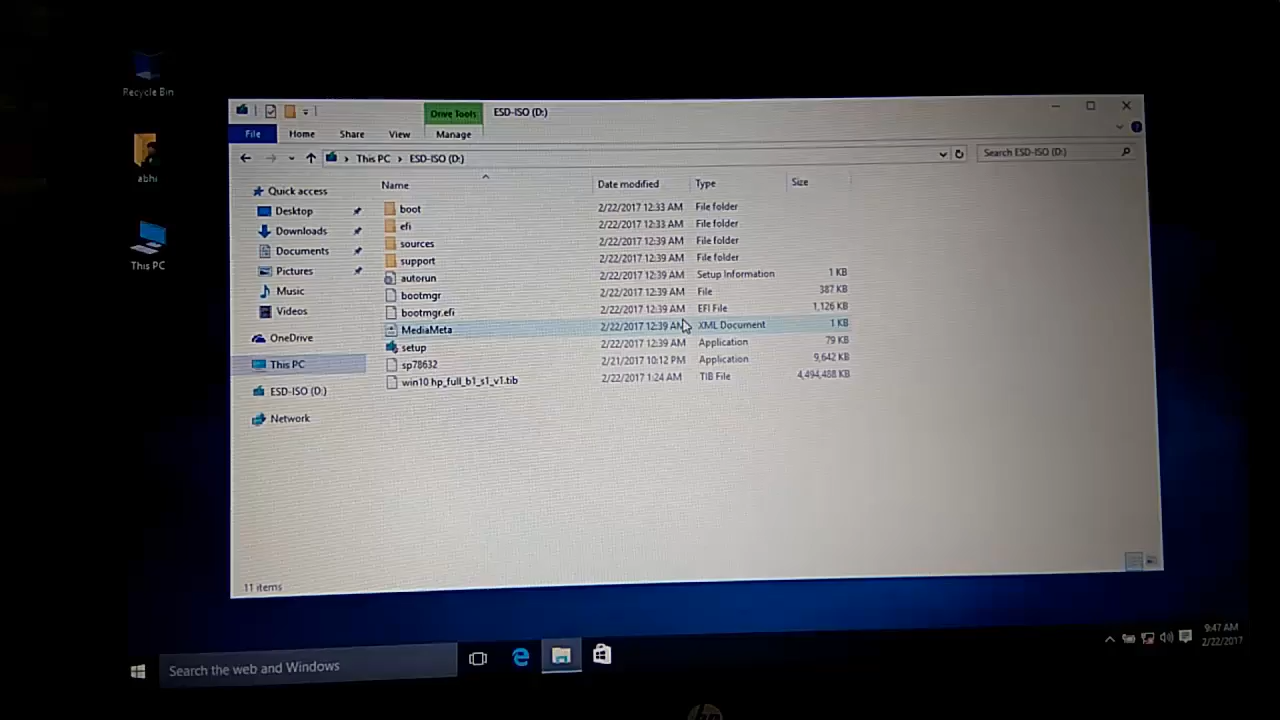 Recycle Bin
abhi
This PC
Drive Tools
ESD-ISO (D:)
File
Home
Share
View
Manage
This PC
ESD-ISO (D:)
Search ESD-ISO (D:)
Name
Date modified
Type
Size
Quick access
Desktop
Downloads
Documents
Pictures
Music
Videos
OneDrive
This PC
ESD-ISO (D:)
Network
boot 2/22/2017 12:33 AM File folder
efi 2/22/2017 12:33 AM File folder
sources 2/22/2017 12:39 AM File folder
support 2/22/2017 12:39 AM File folder
autorun 2/22/2017 12:39 AM Setup Information 1 KB
bootmgr 2/22/2017 12:39 AM File 387 KB
bootmgr.efi 2/22/2017 12:39 AM EFI File 1,126 KB
MediaMeta 2/22/2017 12:39 AM XML Document 1 KB
setup 2/22/2017 12:39 AM Application 79 KB
sp78632 2/21/2017 10:12 PM Application 9,642 KB
win10 hp_full_b1_s1_v1.tib 2/22/2017 1:24 AM TIB File 4,494,488 KB
11 items
Search the web and Windows
9:47 AM
2/22/2017
hp